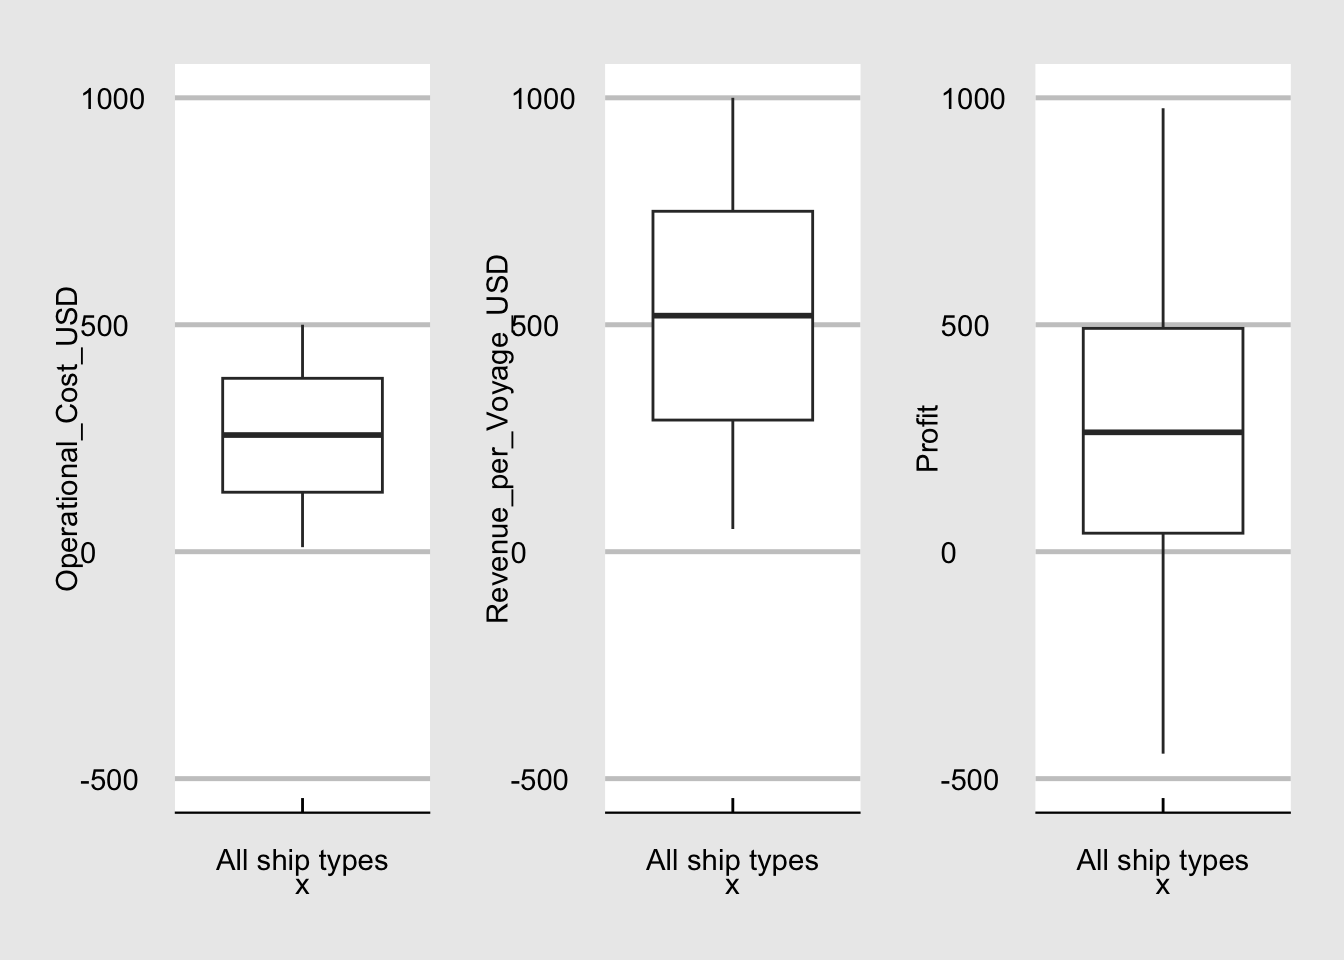 Operational_Cost_USD
1000
500
0
-500
All ship types
x
Revenue_per_Voyage_USD
1000
500
0
-500
All ship types
x
Profit
1000
500
0
-500
All ship types
x